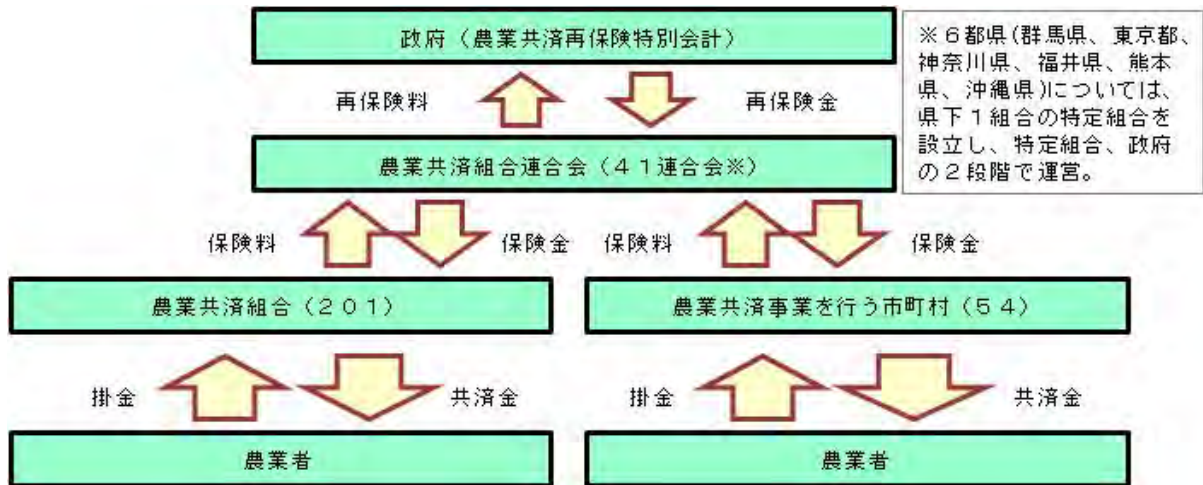 政府（農業共済再保険特別会計）
※６都県(群馬県、東京都、
神奈川県、福井県、熊本
県、沖縄県)については、
県下１組合の特定組合を
設立し、特定組合、政府
の２段階で運営。
再保険料
再保険金
農業共済組合連合会（４１連合会※）
保険料
保険金
保険料
保険金
農業共済組合（２０１）
農業共済事業を行う市町村（５４）
掛金
共済金
掛金
共済金
農業者
農業者